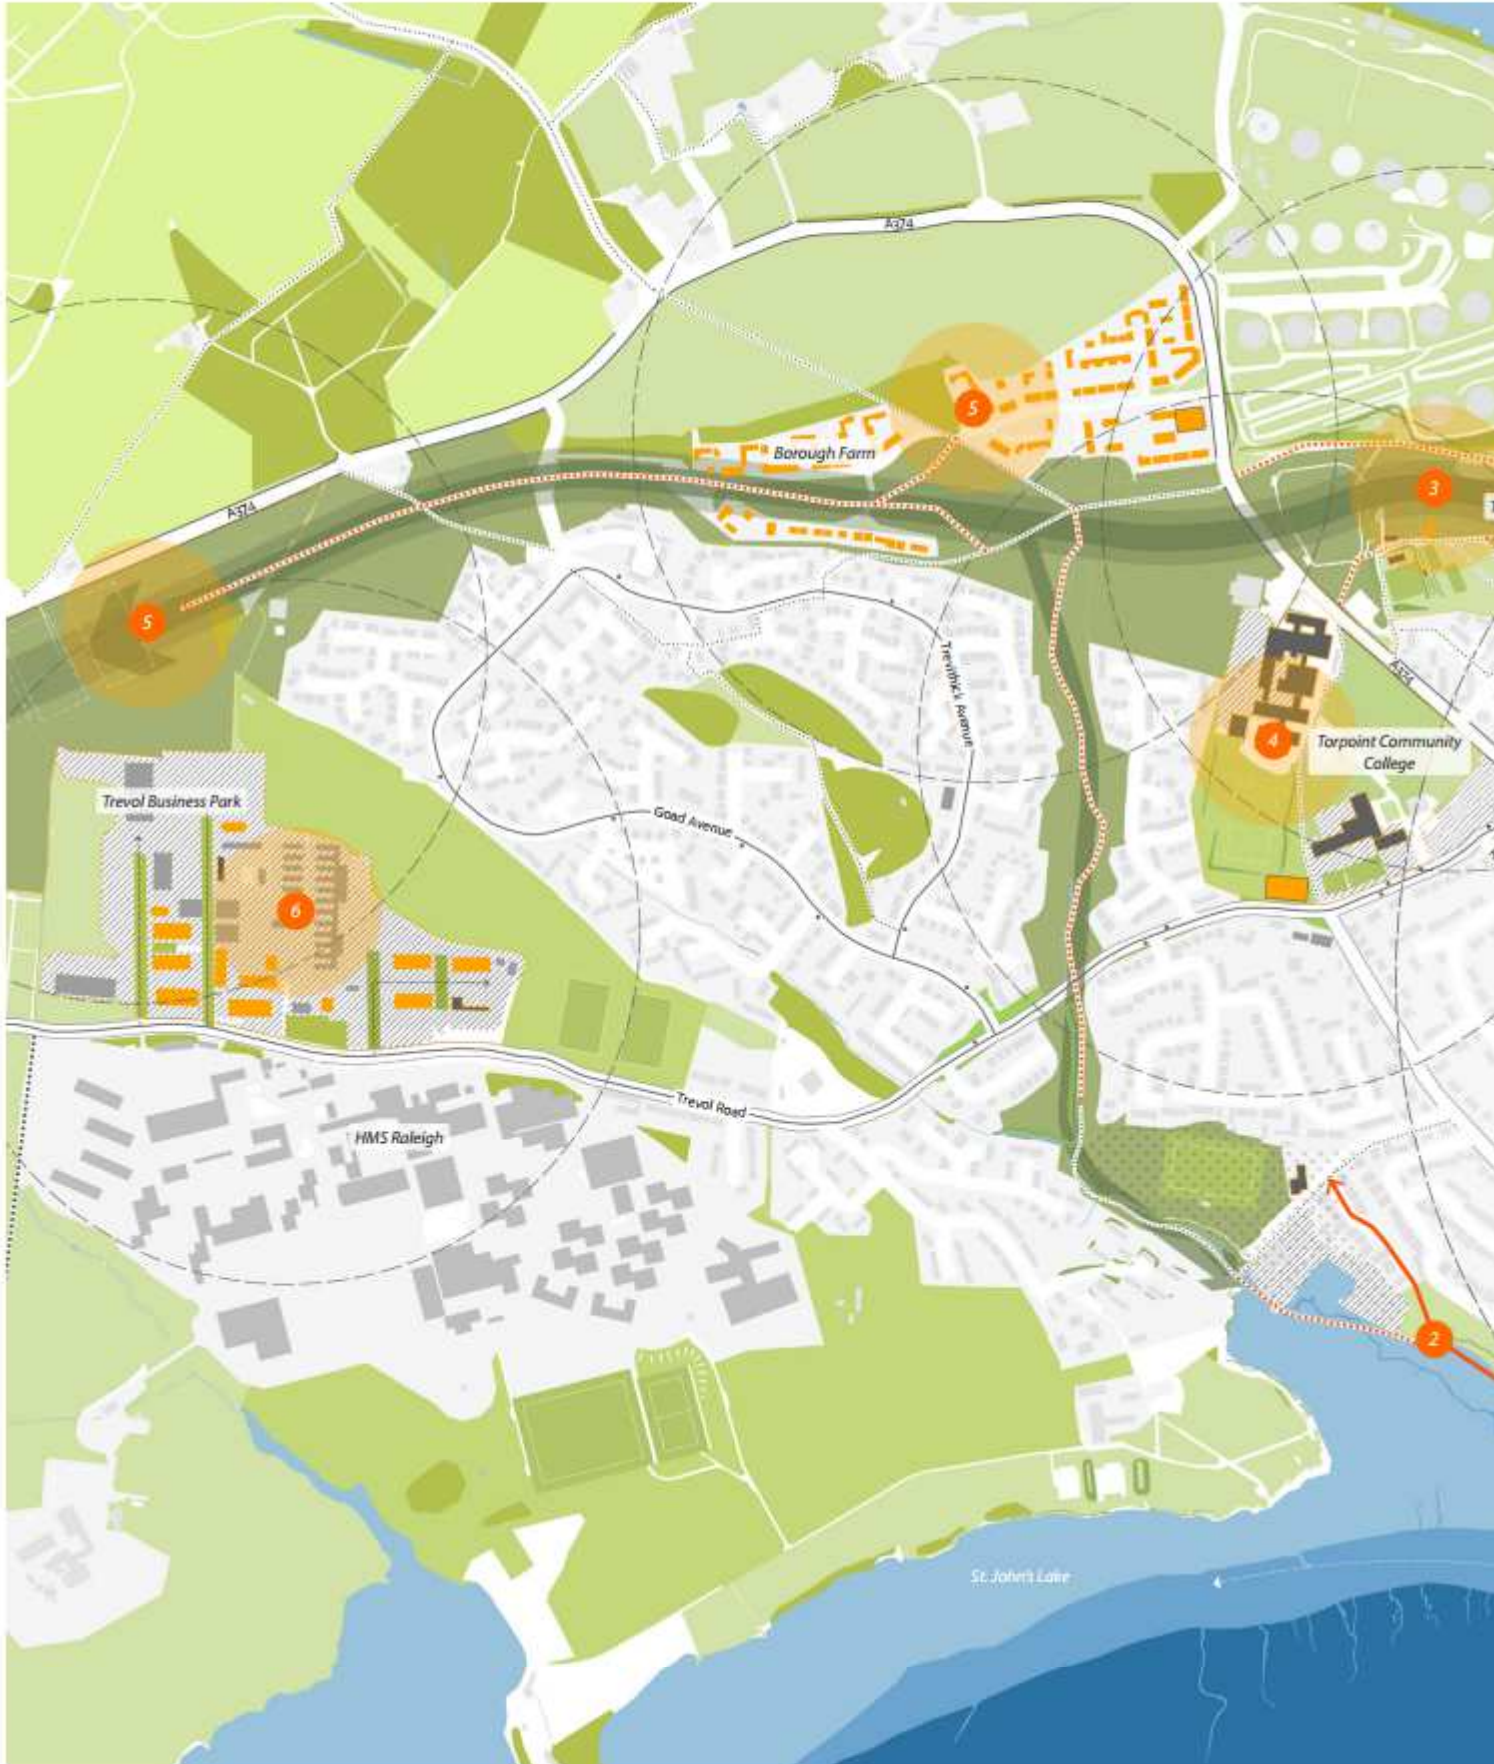 A374
5
Borough Farm
3
A374
5
Trevithick Avenue
A374
4
Torpoint Community
College
Trevol Business Park
Goad Avenue
6
Trevol Road
HMS Raleigh
2
St. John's Lake